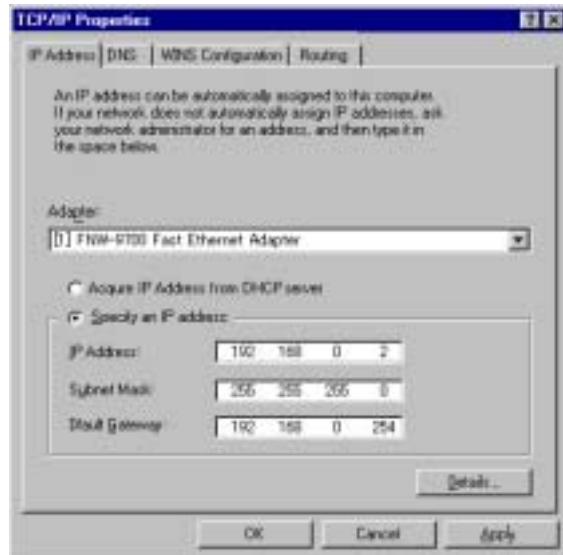 TCP/IP Properties
IP Address DNS WINS Configuration Routing
An IP address can be automatically assigned to this computer.
If your network does not automatically assign IP addresses, ask
your network administrator for an address, and then type it in
the space below.
Adapter:
[1] FNW-9700 Fast Ethernet Adapter
Acqure IP Address from DHCP server
Specify an IP address:
IP Address: 192 168 0 2
Subnet Mask: 255 255 255 0
Dfault Gateway: 192 168 0 254
Details...
OK Cancel Apply